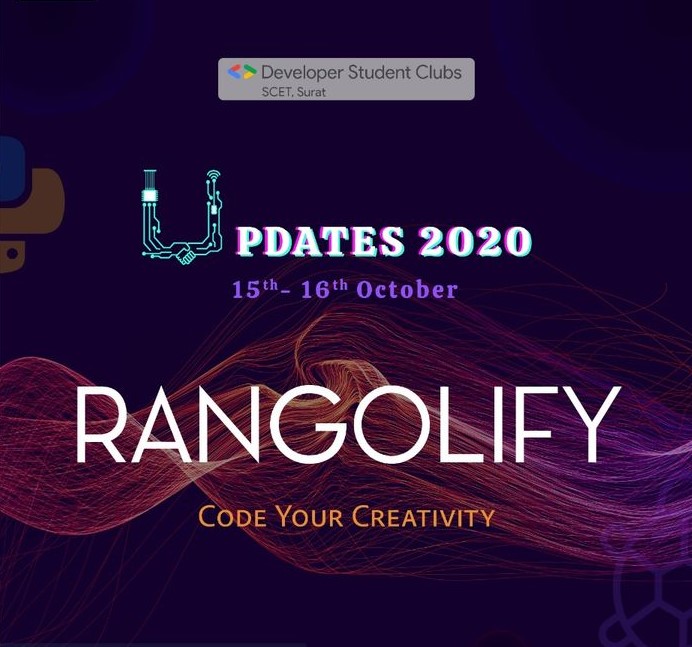 Developer Student Clubs
SCET, Surat
UPDATES 2020
15th- 16th October
RANGOLIFY
Code Your Creativity